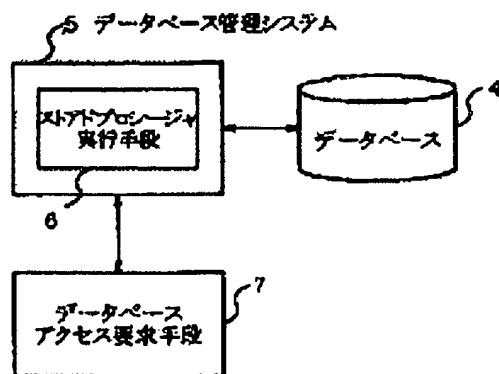 5 データベース管理システム
ストアドプロシージャ
実行手段
データベース
4
6
7
データベース
アクセス要求手段